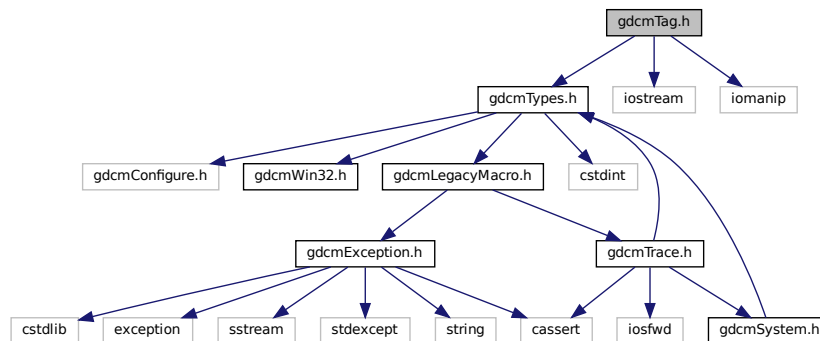 gdcmTag.h
gdcmTypes.h
iostream
iomanip
gdcmConfigure.h
gdcmWin32.h
gdcmLegacyMacro.h
cstdint
gdcmException.h
gdcmTrace.h
cstdlib
exception
sstream
stdexcept
string
cassert
iosfwd
gdcmSystem.h